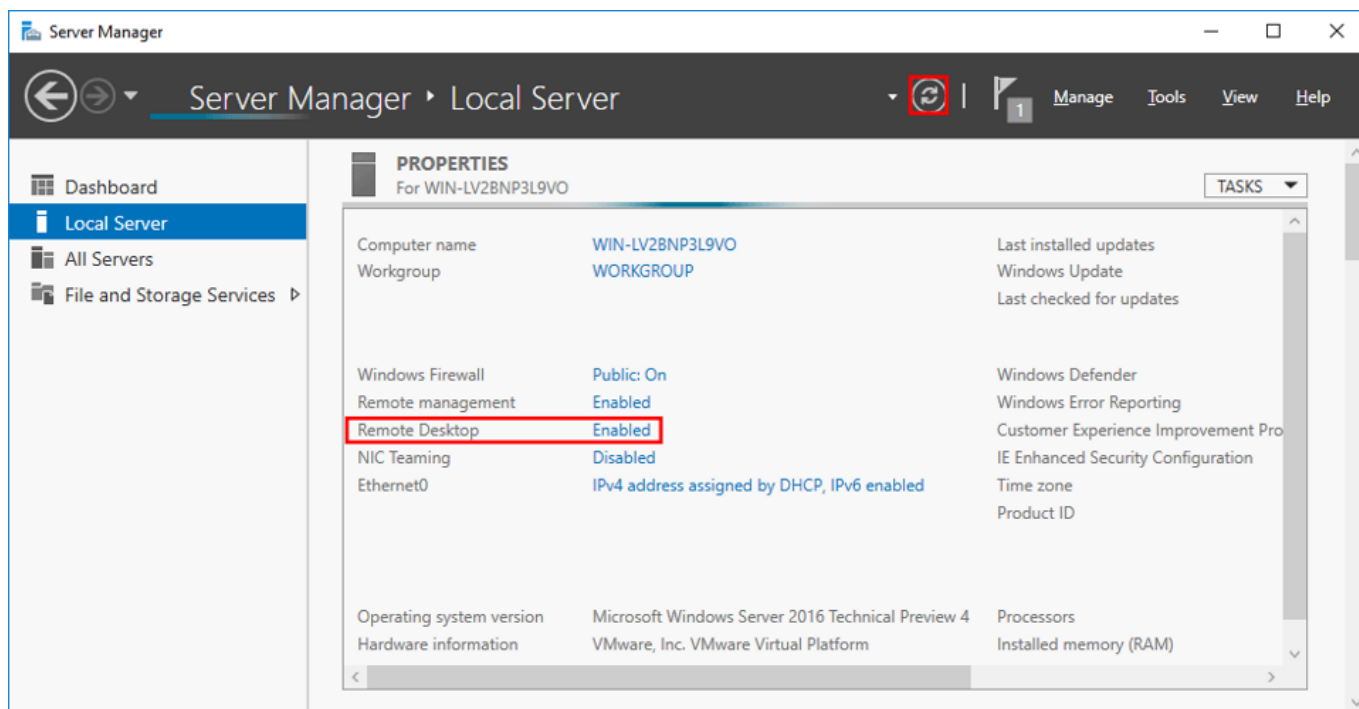 Server Manager
Server Manager ‣ Local Server
1
Manage Tools View Help
Dashboard
Local Server
All Servers
File and Storage Services
PROPERTIES
For WIN-LV2BNP3L9VO
TASKS
Computer name WIN-LV2BNP3L9VO Last installed updates
Workgroup WORKGROUP Windows Update
Last checked for updates
Windows Firewall Public: On Windows Defender
Remote management Enabled Windows Error Reporting
Remote Desktop Enabled Customer Experience Improvement Pro
NIC Teaming Disabled IE Enhanced Security Configuration
Ethernet0 IPv4 address assigned by DHCP, IPv6 enabled Time zone
Product ID
Operating system version Microsoft Windows Server 2016 Technical Preview 4 Processors
Hardware information VMware, Inc. VMware Virtual Platform Installed memory (RAM)